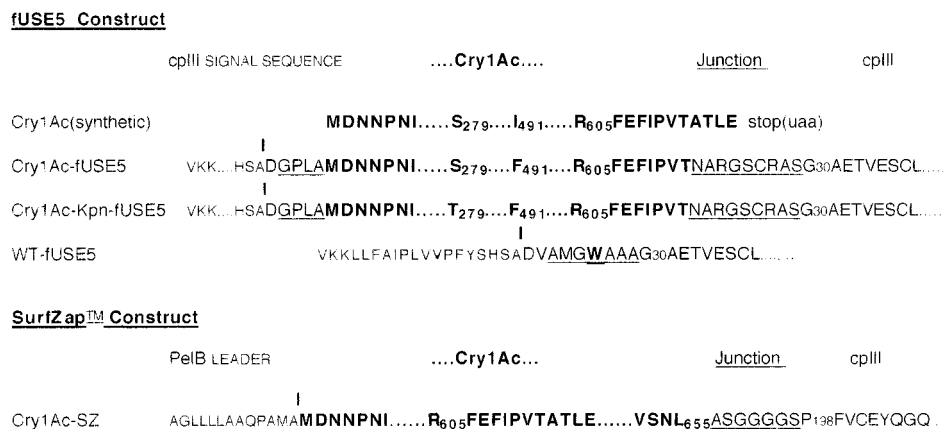 fUSE5 Construct
cpIII SIGNAL SEQUENCE ....Cry1Ac.... Junction cpIII
Cry1Ac(synthetic) MDNNPNI.....S279....I491....R605FEFIPVTATLE stop(uaa)
Cry1Ac-fUSE5 VKK....HSADGPLAMDNNPNI.....S279....F491....R605FEFIPVTNARGSCRASG30AETVESCL.....
Cry1Ac-Kpn-fUSE5 VKK....HSADGPLAMDNNPNI.....T279....F491....R605FEFIPVTNARGSCRASG30AETVESCL.....
WT-fUSE5 VKKLLFAIPLVVPFYSHSADVAMGWAAAG30AETVESCL.......
SurfZap™ Construct
PelB LEADER ....Cry1Ac... Junction cpIII
Cry1Ac-SZ AGLLLLAAQPAMAMDNNPNI......R605FEFIPVTATLE......VSNL655ASGGGGSP198FVCEYQGQ..